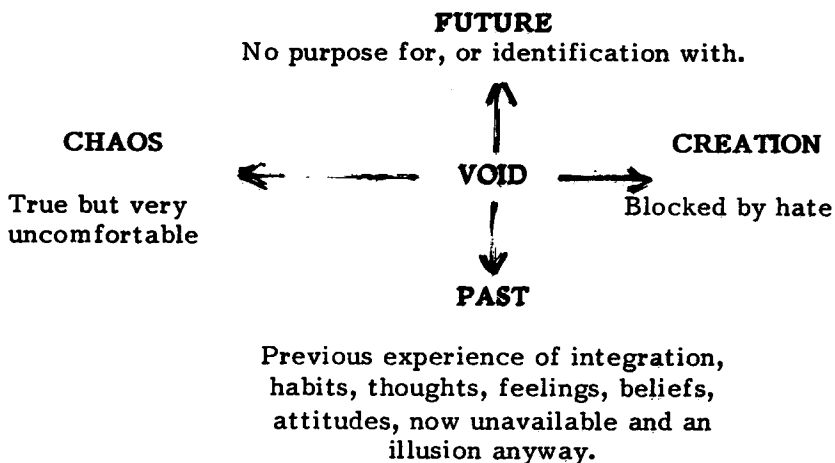 FUTURE
No purpose for, or identification with.
CHAOS
CREATION
VOID
True but very
uncomfortable
Blocked by hate
PAST
Previous experience of integration,
habits, thoughts, feelings, beliefs,
attitudes, now unavailable and an
illusion anyway.